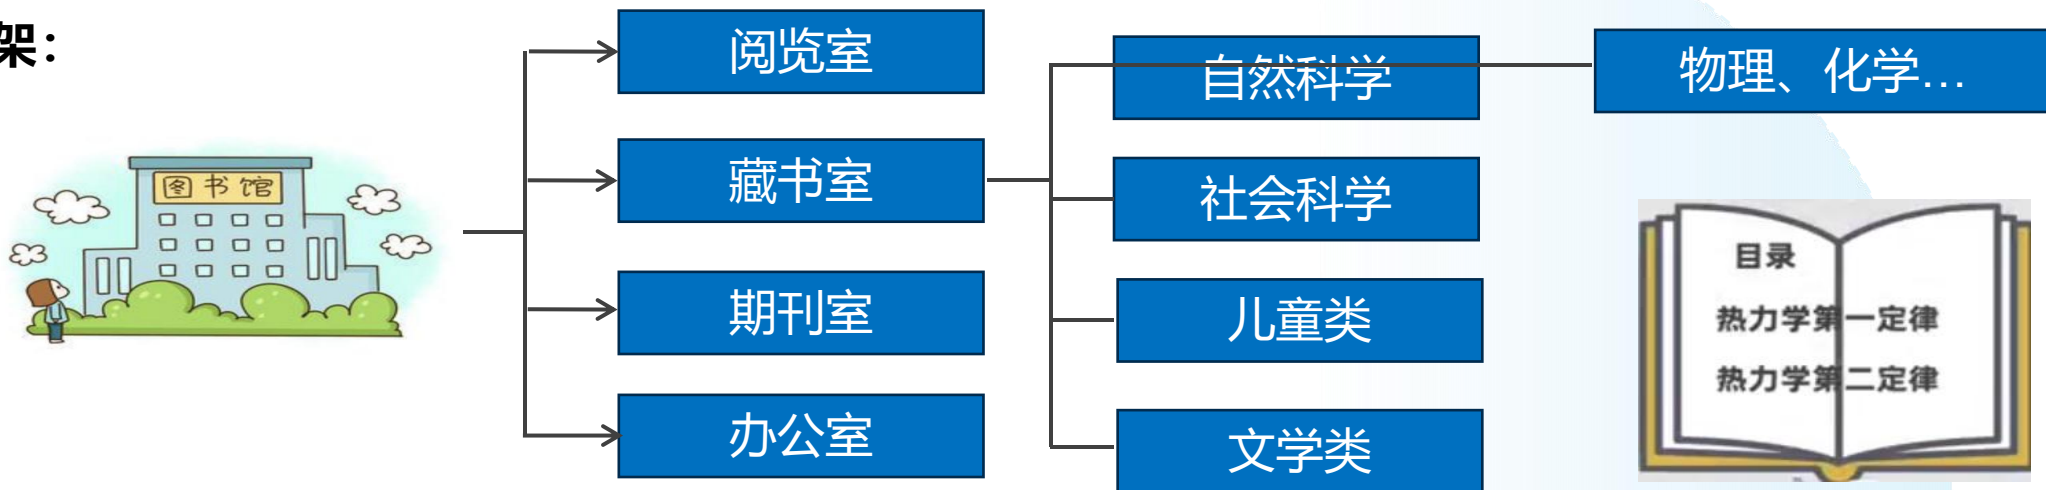 架：
图书馆
阅览室
藏书室
期刊室
办公室
自然科学
社会科学
儿童类
文学类
物理、化学...
目录
热力学第一定律
热力学第二定律